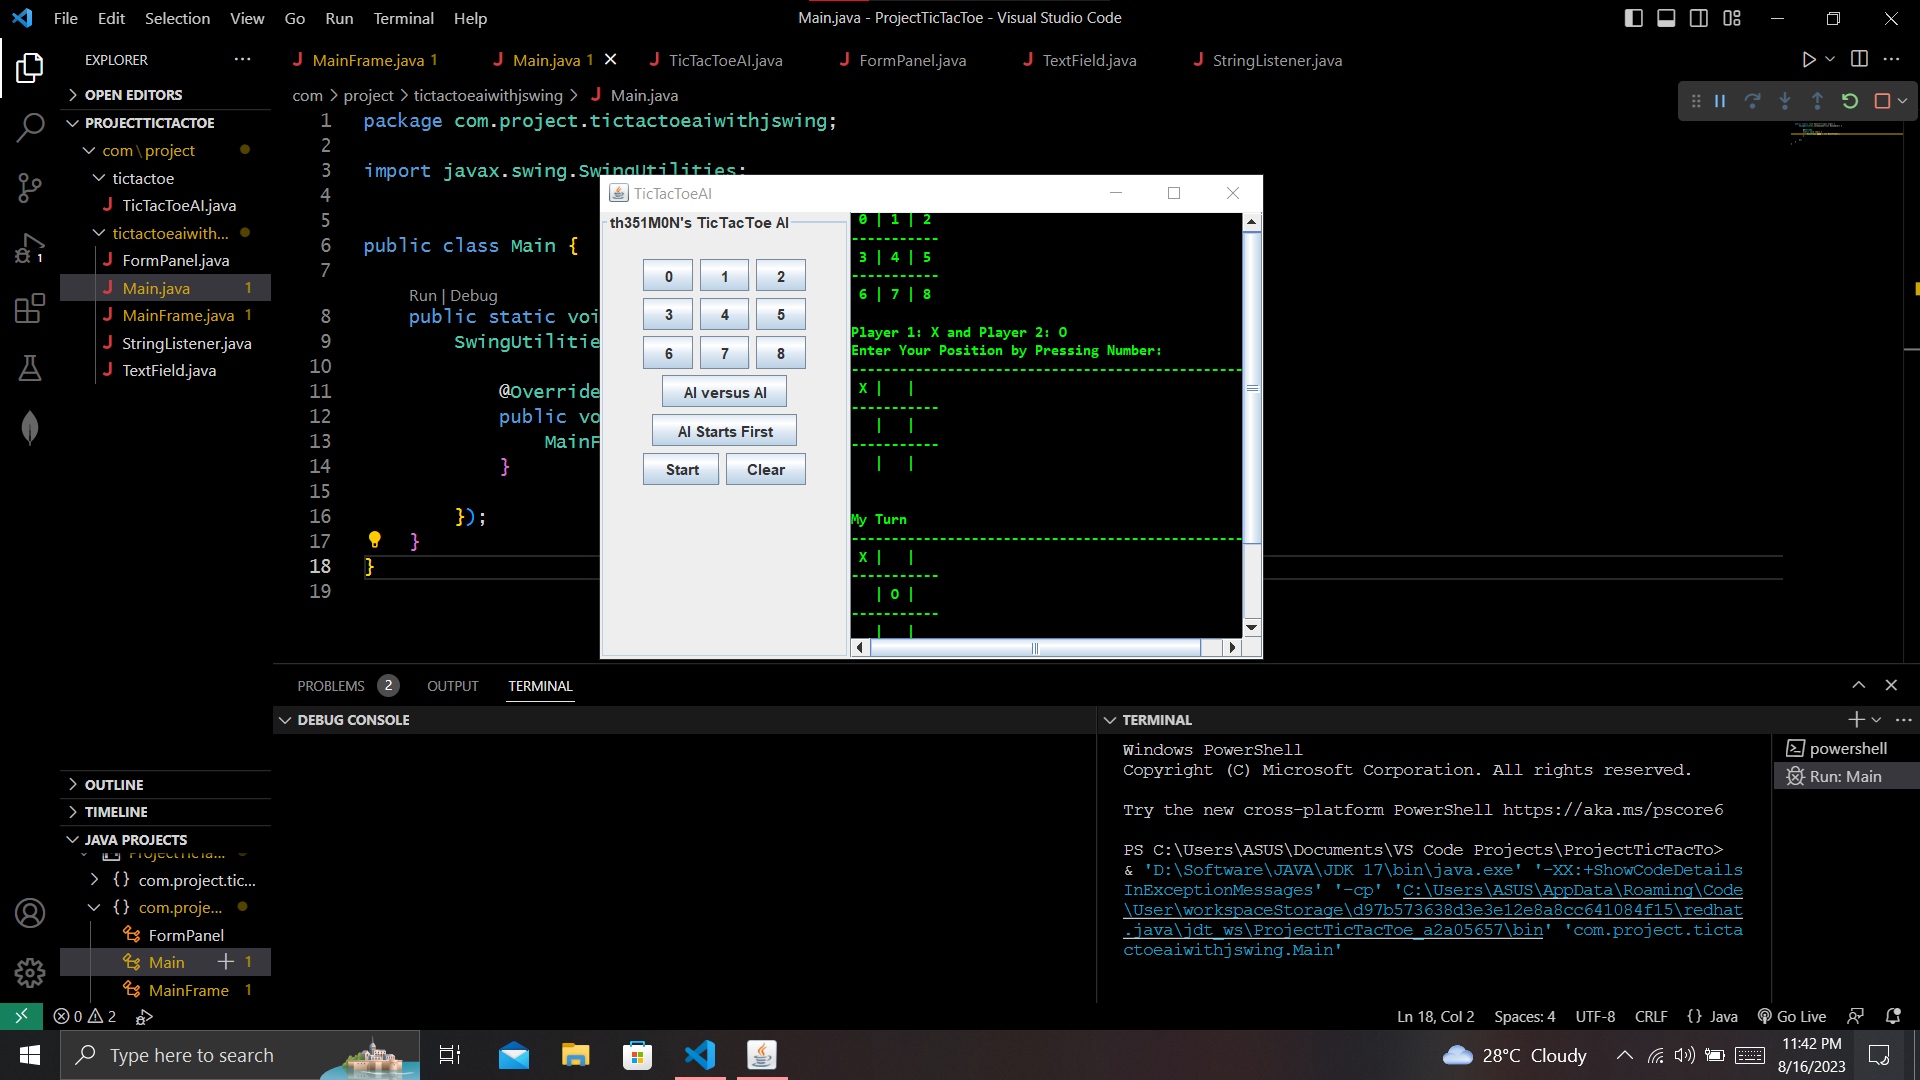 File Edit Selection View Go Run Terminal Help
Main.java - ProjectTicTacToe - Visual Studio Code
EXPLORER
OPEN EDITORS
PROJECTTICTACTOE
com\project
tictactoe
TicTacToeAI.java
tictactoeaiwith...
FormPanel.java
Main.java 1
MainFrame.java 1
StringListener.java
TextField.java
OUTLINE
TIMELINE
JAVA PROJECTS
{} com.project.tic...
{} com.proje...
FormPanel
Main 1
MainFrame 1
MainFrame.java 1 Main.java 1 TicTacToeAI.java FormPanel.java TextField.java StringListener.java
com > project > tictactoeaiwithjswing > Main.java
1 package com.project.tictactoeaiwithjswing;
2
3 import javax.swing.SwingUtilities;
4
5
6 public class Main {
7
Run | Debug
8 public static voi
9 SwingUtilitie
10
11 @Override
12 public vo
13 MainF
14 }
15
16 });
17 }
18 }
19
TicTacToeAI
th351M0N's TicTacToe AI
0 1 2
3 4 5
6 7 8
AI versus AI
AI Starts First
Start Clear
0 | 1 | 2
-----------
3 | 4 | 5
-----------
6 | 7 | 8
Player 1: X and Player 2: O
Enter Your Position by Pressing Number:
-------------------------------------------------
X |   |
-----------
  |   |
-----------
  |   |
My Turn
-------------------------------------------------
X |   |
-----------
  | O |
-----------
  |   |
PROBLEMS 2 OUTPUT TERMINAL
DEBUG CONSOLE
TERMINAL
Windows PowerShell
Copyright (C) Microsoft Corporation. All rights reserved.
Try the new cross-platform PowerShell https://aka.ms/pscore6
PS C:\Users\ASUS\Documents\VS Code Projects\ProjectTicTacTo>
& 'D:\Software\JAVA\JDK 17\bin\java.exe' '-XX:+ShowCodeDetails
InExceptionMessages' '-cp' 'C:\Users\ASUS\AppData\Roaming\Code
\User\workspaceStorage\d97b573638d3e3e12e8a8cc641084f15\redhat
.java\jdt_ws\ProjectTicTacToe_a2a05657\bin' 'com.project.ticta
ctoeaiwithjswing.Main'
powershell
Run: Main
0 2
Ln 18, Col 2 Spaces: 4 UTF-8 CRLF {} Java Go Live
Type here to search
28°C Cloudy
11:42 PM
8/16/2023